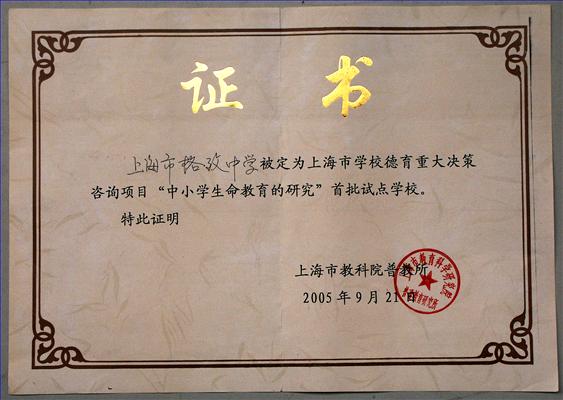 证 书
上海市格致中学被定为上海市学校德育重大决策
咨询项目“中小学生命教育的研究”首批试点学校。
特此证明
上海市教科院普教所
2005年9月21日